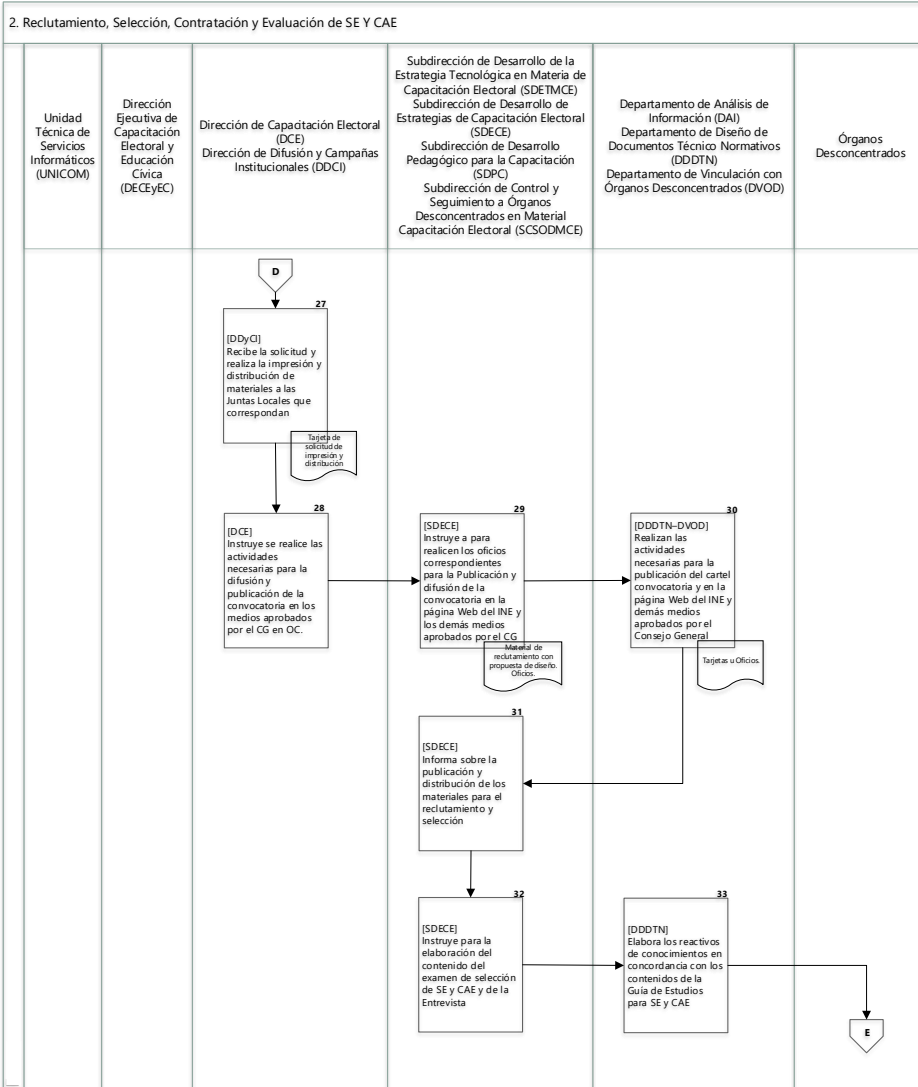 2. Reclutamiento, Selección, Contratación y Evaluación de SE Y CAE
Unidad
Técnica de
Servicios
Informáticos
(UNICOM)
Dirección
Ejecutiva de
Capacitación
Electoral y
Educación
Cívica
(DECEyEC)
Dirección de Capacitación Electoral
(DCE)
Dirección de Difusión y Campañas
Institucionales (DDCI)
Subdirección de Desarrollo de la
Estrategia Tecnológica en Materia de
Capacitación Electoral (SDETMCE)
Subdirección de Desarrollo de
Estrategias de Capacitación Electoral
(SDECE)
Subdirección de Desarrollo
Pedagógico para la Capacitación
(SDPC)
Subdirección de Control y
Seguimiento a Órganos
Desconcentrados en Material
Capacitación Electoral (SCSODMCE)
Departamento de Análisis de
Información (DAI)
Departamento de Diseño de
Documentos Técnico Normativos
(DDDTN)
Departamento de Vinculación con
Órganos Desconcentrados (DVOD)
Órganos
Desconcentrados
D
27
[DDyCI]
Recibe la solicitud y
realiza la impresión y
distribución de
materiales a las
Juntas Locales que
correspondan
Tarjeta de
solicitud de
impresión y
distribución
28
[DCE]
Instruye se realice las
actividades
necesarias para la
difusión y
publicación de la
convocatoria en los
medios aprobados
por el CG en OC.
29
[SDECE]
Instruye a para
realicen los oficios
correspondientes
para la Publicación y
difusión de la
convocatoria en la
página Web del INE y
los demás medios
aprobados por el CG
Material de
reclutamiento con
propuesta de diseño.
Oficios.
30
[DDDTN–DVOD]
Realizan las
actividades
necesarias para la
publicación del cartel
convocatoria y en la
página Web del INE y
demás medios
aprobados por el
Consejo General
Tarjetas u Oficios.
31
[SDECE]
Informa sobre la
publicación y
distribución de los
materiales para el
reclutamiento y
selección
32
[SDECE]
Instruye para la
elaboración del
contenido del
examen de selección
de SE y CAE y de la
Entrevista
33
[DDDTN]
Elabora los reactivos
de conocimientos en
concordancia con los
contenidos de la
Guía de Estudios
para SE y CAE
E